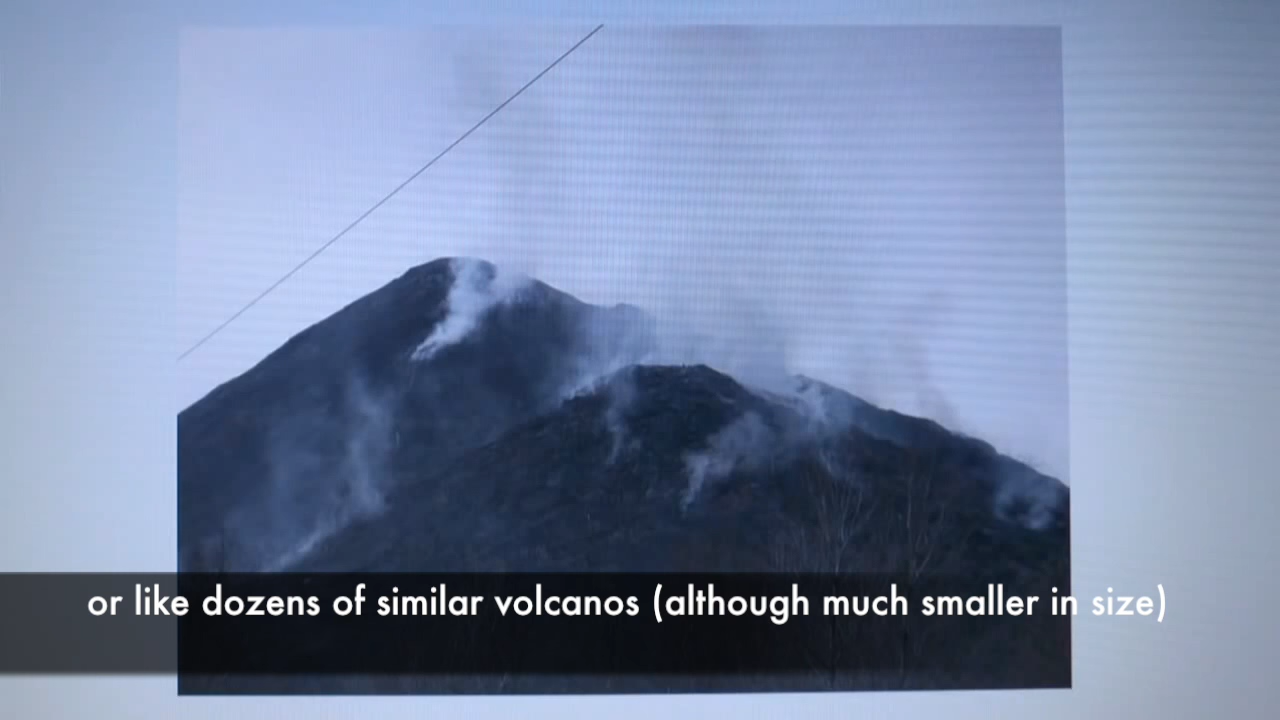 or like dozens of similar volcanos (although much smaller in size)